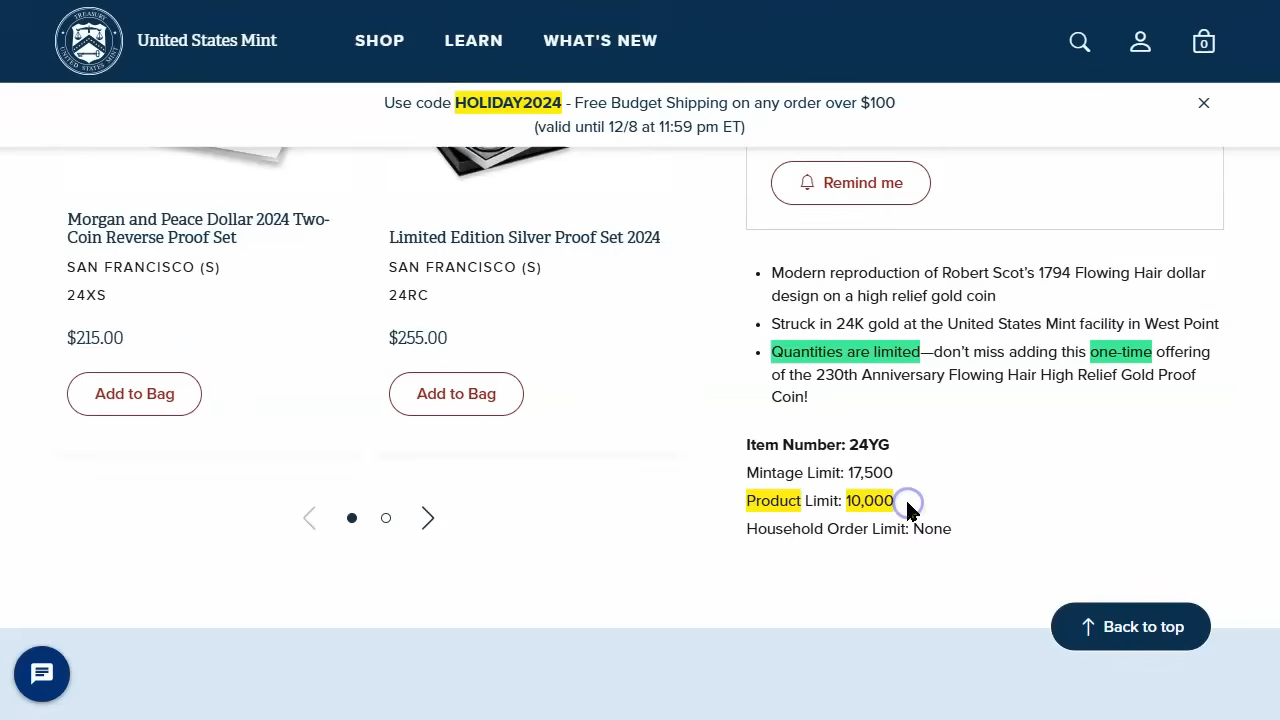 TREASURY
United States Mint
SHOP
LEARN
WHAT'S NEW
0
Use code HOLIDAY2024 - Free Budget Shipping on any order over $100
(valid until 12/8 at 11:59 pm ET)
Morgan and Peace Dollar 2024 Two-
Coin Reverse Proof Set
SAN FRANCISCO (S)
24XS
$215.00
Add to Bag
Limited Edition Silver Proof Set 2024
SAN FRANCISCO (S)
24RC
$255.00
Add to Bag
Remind me
• Modern reproduction of Robert Scot's 1794 Flowing Hair dollar
design on a high relief gold coin
• Struck in 24K gold at the United States Mint facility in West Point
• Quantities are limited—don't miss adding this one-time offering
of the 230th Anniversary Flowing Hair High Relief Gold Proof
Coin!
Item Number: 24YG
Mintage Limit: 17,500
Product Limit: 10,000
Household Order Limit: None
Back to top